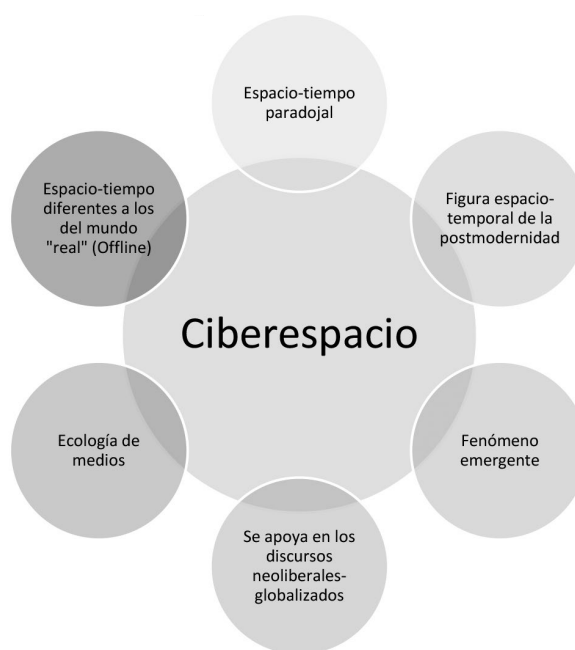 Espacio-tiempo
paradojal
Figura espacio-
temporal de la
postmodernidad
Fenómeno
emergente
Se apoya en los
discursos
neoliberales-
globalizados
Ecología de
medios
Espacio-tiempo
diferentes a los
del mundo
"real" (Offline)
Ciberespacio